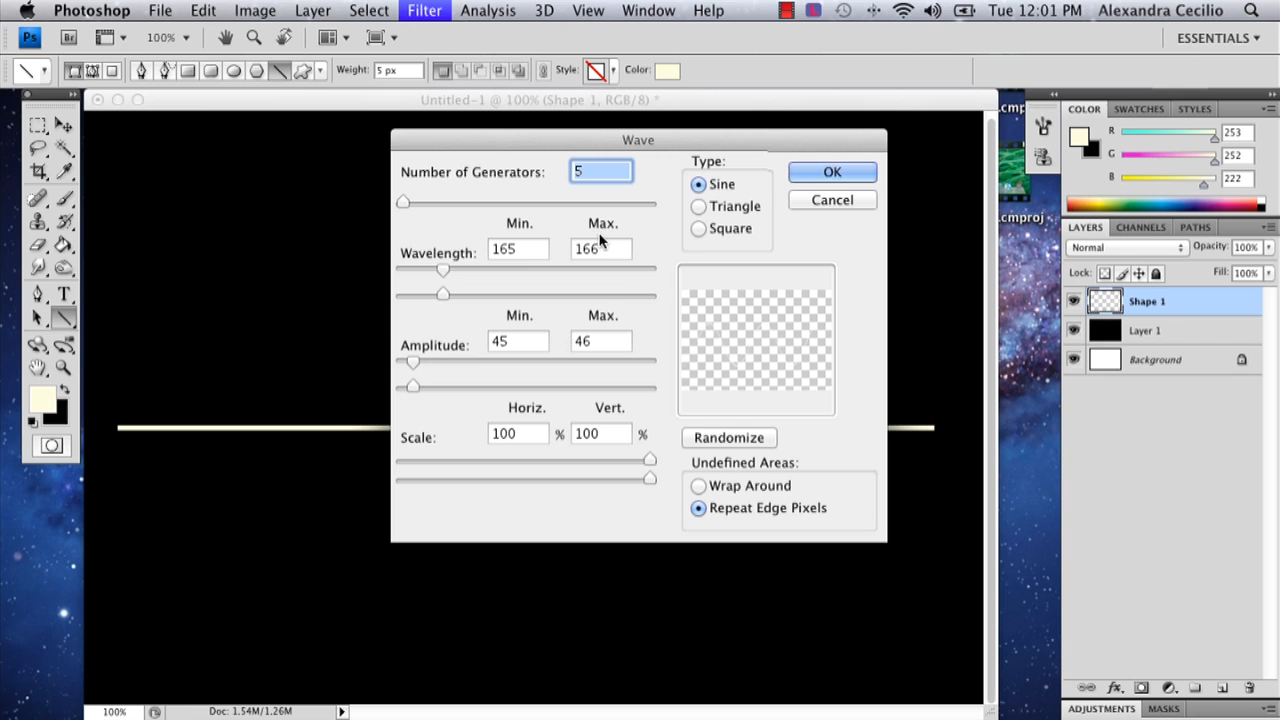 Photoshop File Edit Image Layer Select Filter Analysis 3D View Window Help Tue 12:01 PM Alexandra Cecilio
Ps Br 100% ESSENTIALS
Weight: 5 px Style: Color:
Untitled-1 @ 100% (Shape 1, RGB/8) *
Wave
Number of Generators: 5
Min. Max.
Wavelength: 165 166
Min. Max.
Amplitude: 45 46
Horiz. Vert.
Scale: 100 % 100 %
Type:
Sine
Triangle
Square
OK
Cancel
Randomize
Undefined Areas:
Wrap Around
Repeat Edge Pixels
.cmp
.cmproj
COLOR SWATCHES STYLES
R 253
G 252
B 222
LAYERS CHANNELS PATHS
Normal Opacity: 100%
Lock: Fill: 100%
Shape 1
Layer 1
Background
fx
ADJUSTMENTS MASKS
100% Doc: 1.54M/1.26M